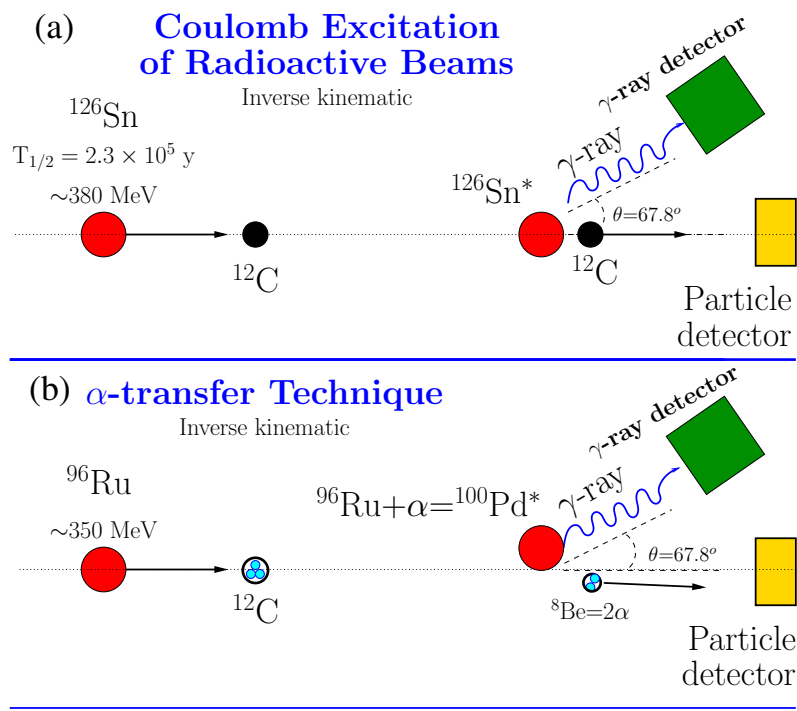 (a) Coulomb Excitation
of Radioactive Beams
Inverse kinematic
γ-ray detector
¹²⁶Sn
T₁/₂ = 2.3 × 10⁵ y
~380 MeV
γ-ray
¹²⁶Sn*
θ=67.8º
¹²C
¹²C
Particle
detector
(b) α-transfer Technique
Inverse kinematic
γ-ray detector
⁹⁶Ru
~350 MeV
⁹⁶Ru+α=¹⁰⁰Pd*
γ-ray
θ=67.8º
¹²C
⁸Be=2α
Particle
detector